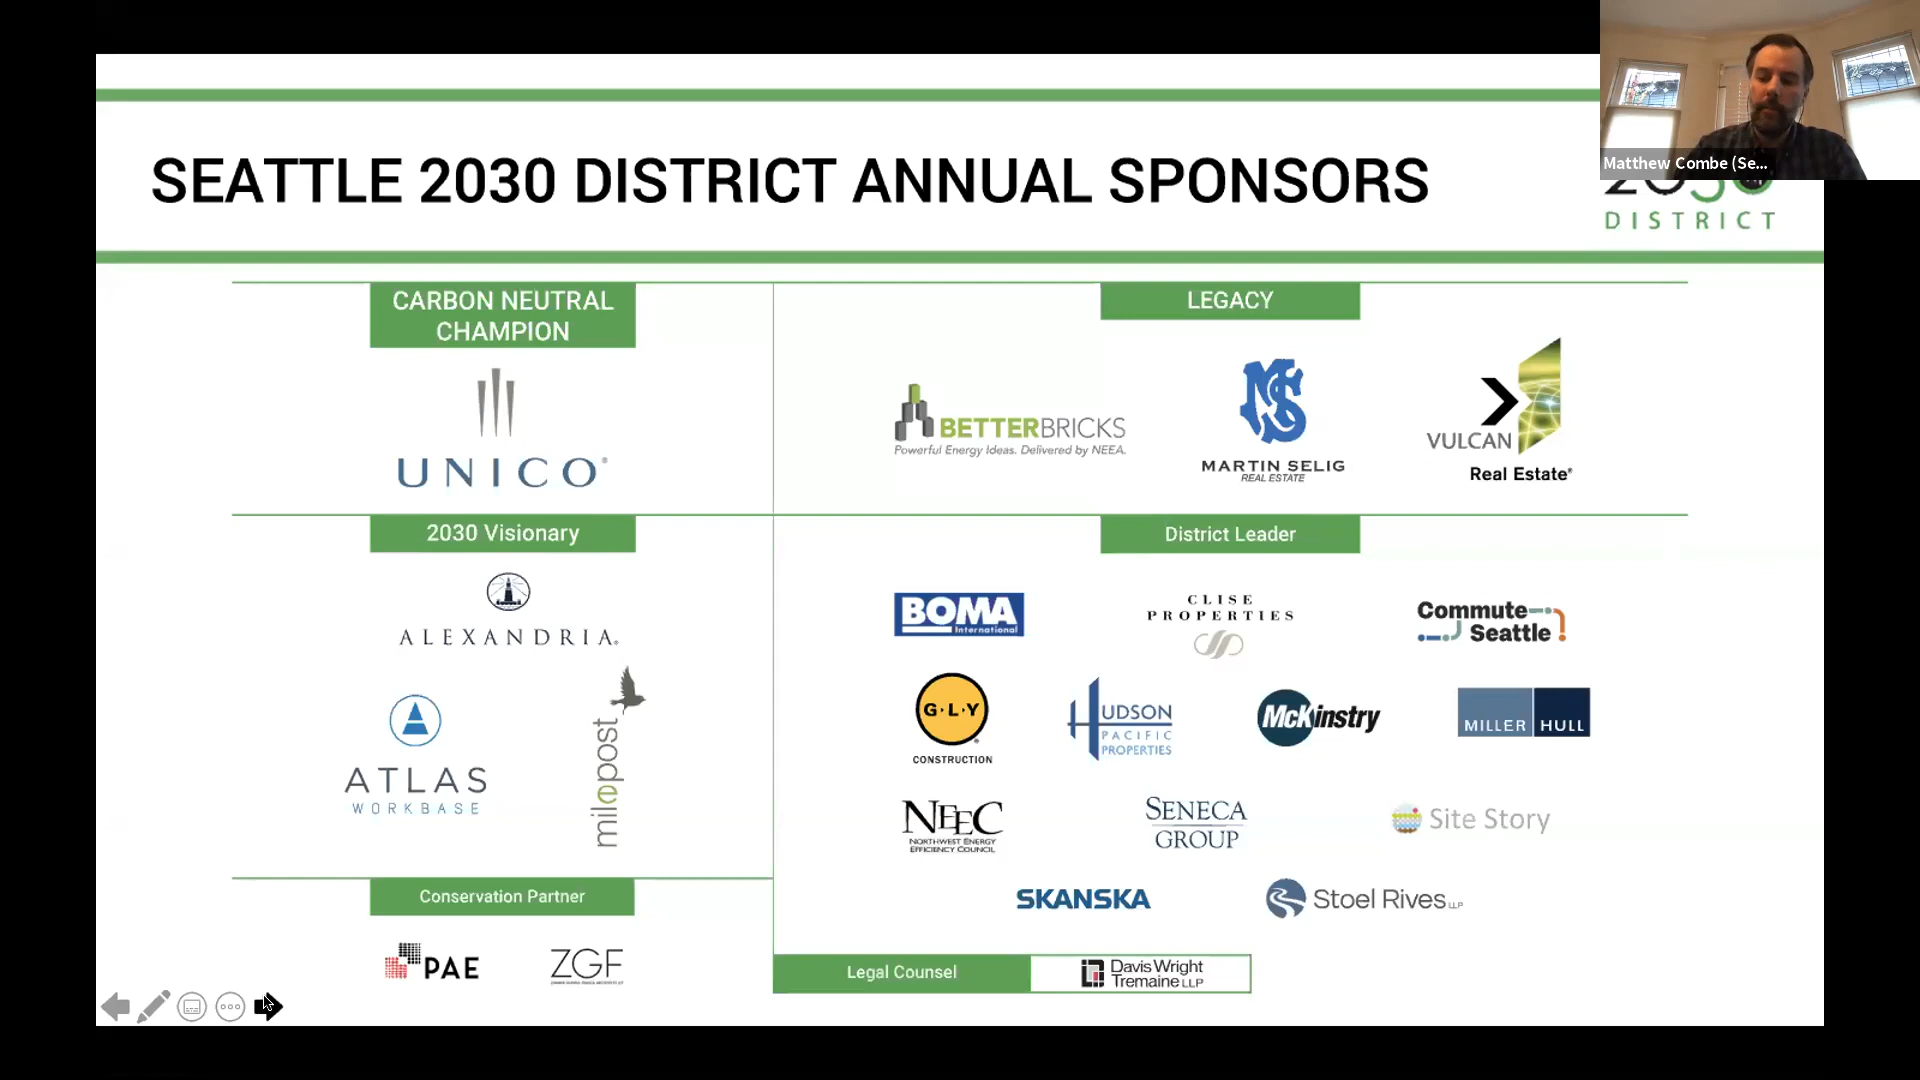 Matthew Combe (Se...
SEATTLE 2030 DISTRICT ANNUAL SPONSORS
2030
DISTRICT
CARBON NEUTRAL
CHAMPION
UNICO®
LEGACY
BETTERBRICKS
Powerful Energy Ideas. Delivered by NEEA.
MS
MARTIN SELIG
REAL ESTATE
VULCAN
Real Estate®
2030 Visionary
ALEXANDRIA®
ATLAS
WORKBASE
milepost
District Leader
BOMA
International
CLISE
PROPERTIES
Commute
Seattle
G·L·Y
CONSTRUCTION
HUDSON
PACIFIC
PROPERTIES
McKinstry
MILLER HULL
NEEC
NORTHWEST ENERGY
EFFICIENCY COUNCIL
SENECA
GROUP
Site Story
SKANSKA
Stoel Rives LLP
Conservation Partner
PAE
ZGF
Legal Counsel
Davis Wright
Tremaine LLP